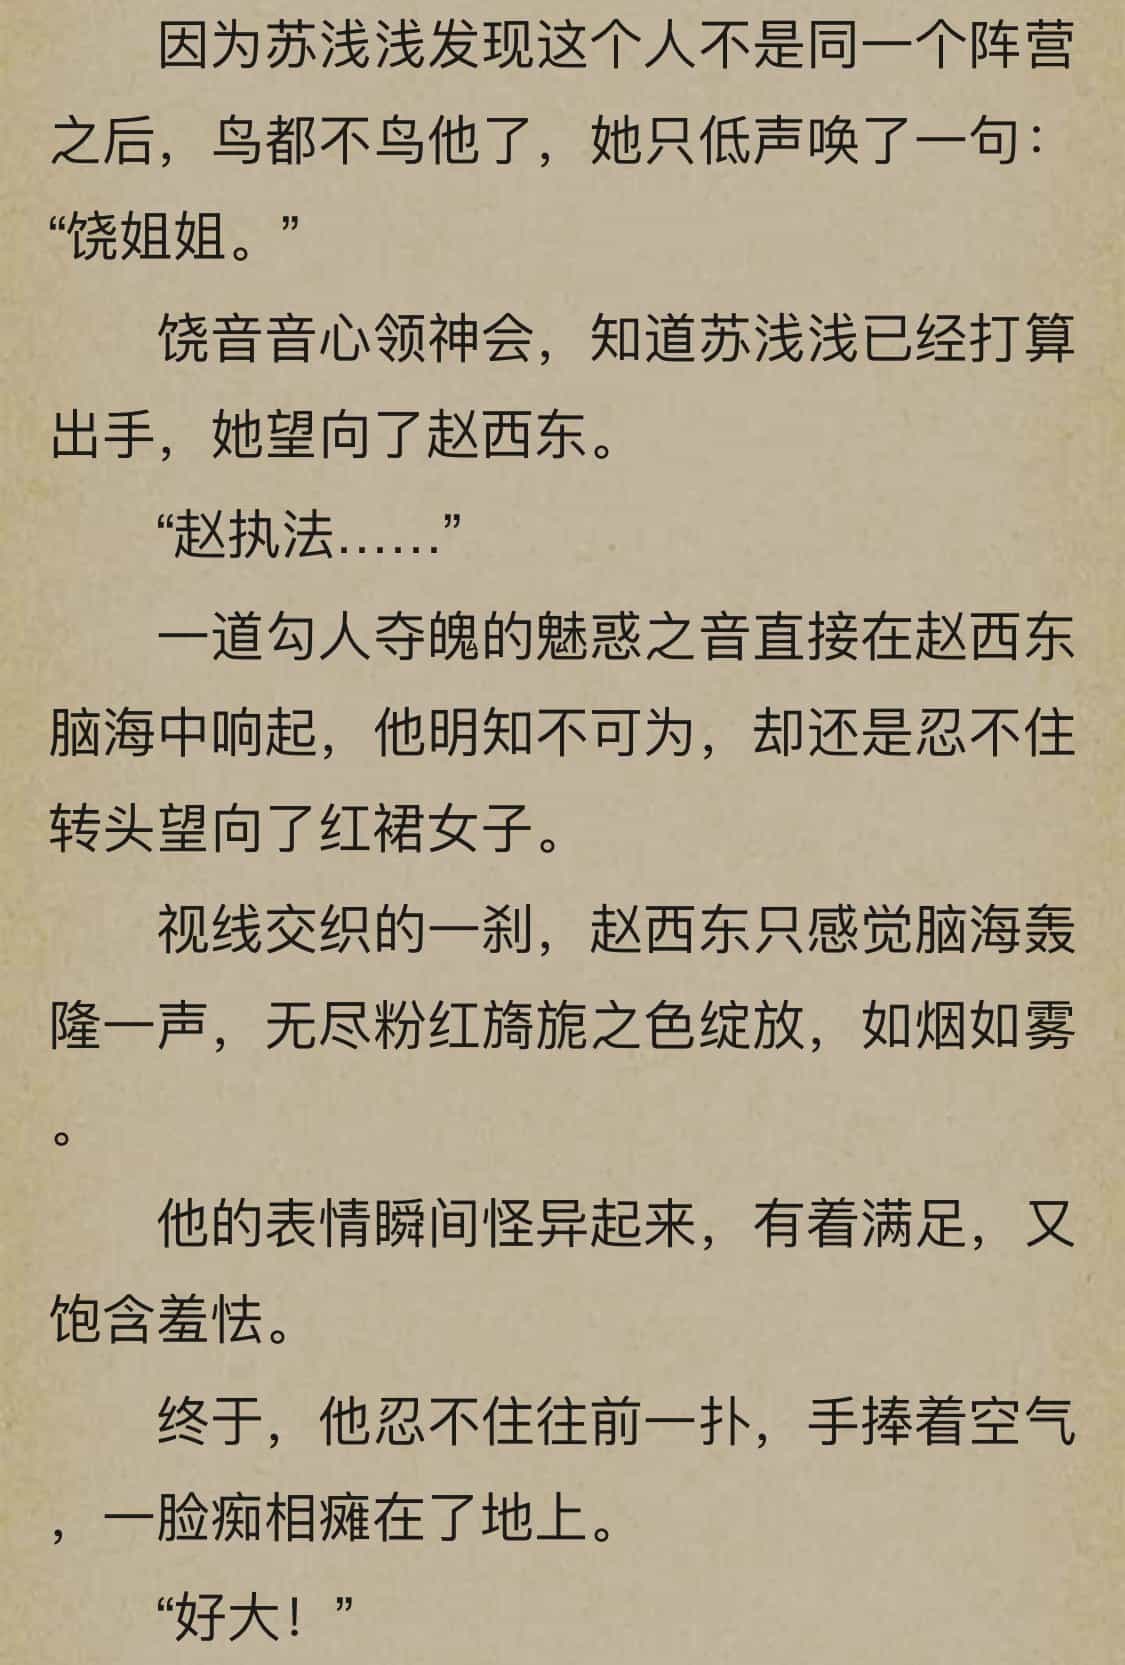 因为苏浅浅发现这个人不是同一个阵营
之后，鸟都不鸟他了，她只低声唤了一句：
“饶姐姐。”
饶音音心领神会，知道苏浅浅已经打算
出手，她望向了赵西东。
“赵执法……”
一道勾人夺魄的魅惑之音直接在赵西东
脑海中响起，他明知不可为，却还是忍不住
转头望向了红裙女子。
视线交织的一刹，赵西东只感觉脑海轰
隆一声，无尽粉红旖旎之色绽放，如烟如雾
。
他的表情瞬间怪异起来，有着满足，又
饱含羞怯。
终于，他忍不住往前一扑，手捧着空气
，一脸痴相瘫在了地上。
“好大！”